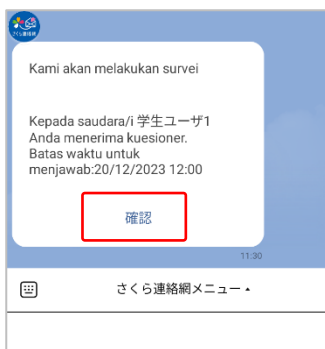 さくら連絡網
Kami akan melakukan survei
Kepada saudara/i 学生ユーザ1
Anda menerima kuesioner.
Batas waktu untuk
menjawab:20/12/2023 12:00
確認
11:30
さくら連絡網メニュー